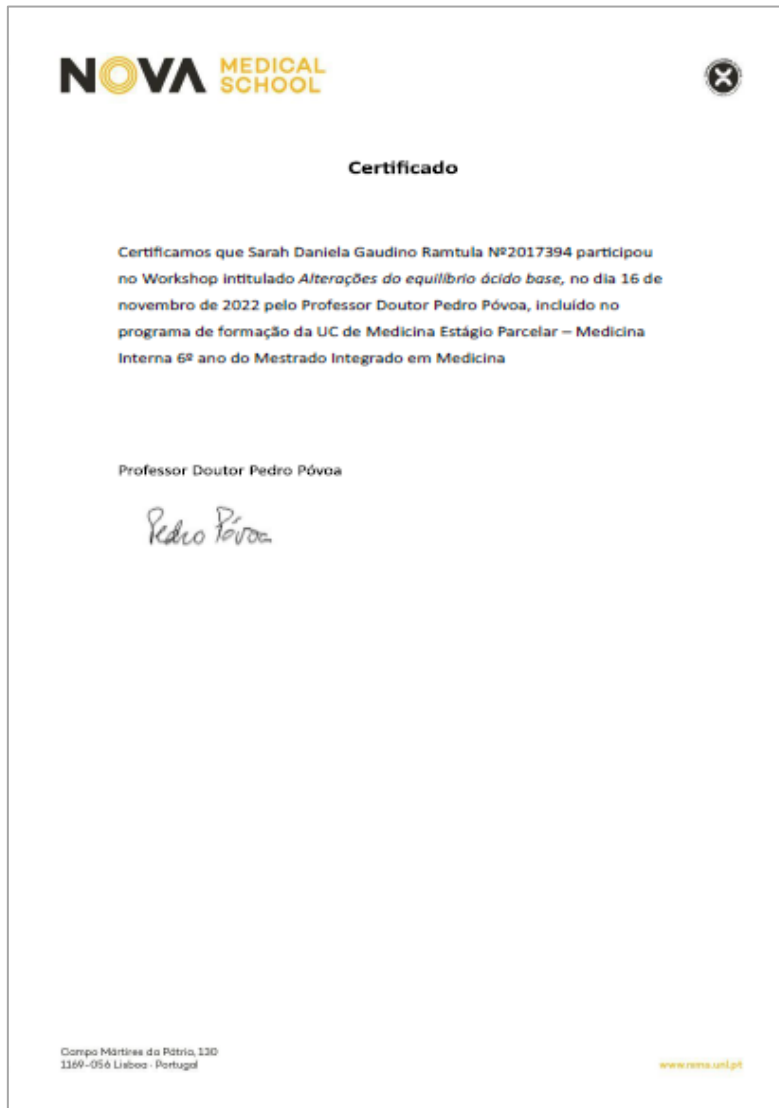 NOVA MEDICAL SCHOOL
Certificado
Certificamos que Sarah Daniela Gaudino Ramtula Nº2017394 participou
no Workshop intitulado Alterações do equilíbrio ácido base, no dia 16 de
novembro de 2022 pelo Professor Doutor Pedro Póvoa, incluído no
programa de formação da UC de Medicina Estágio Parcelar – Medicina
Interna 6º ano do Mestrado Integrado em Medicina
Professor Doutor Pedro Póvoa
Pedro Póvoa
Campo Mártires da Pátria, 130
1169-056 Lisboa - Portugal
www.nms.unl.pt